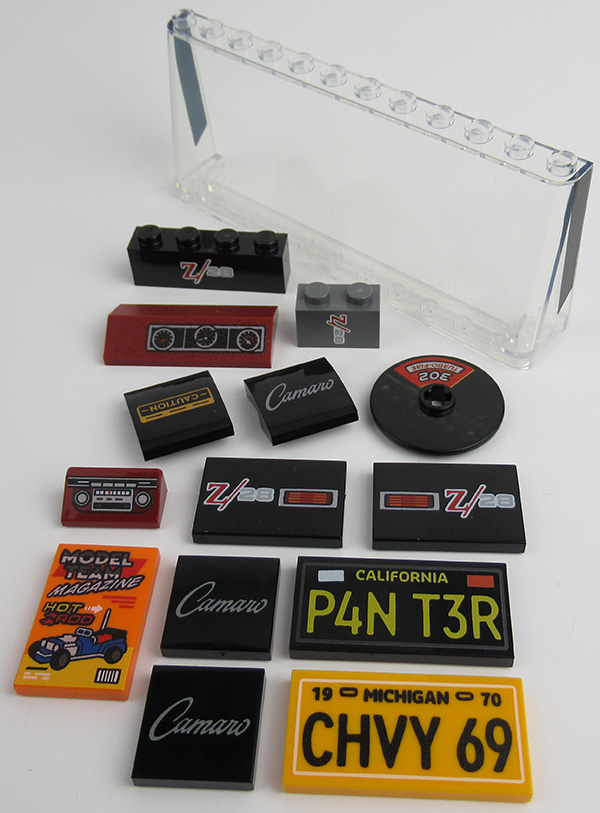 Z/28
Z/28
CAUTION
Camaro
302
TURBO-FIRE
Z/28
Z/28
MODEL
TEAM
MAGAZINE
HOT
ROD
Camaro
CALIFORNIA
P4N T3R
Camaro
19 MICHIGAN 70
CHVY 69